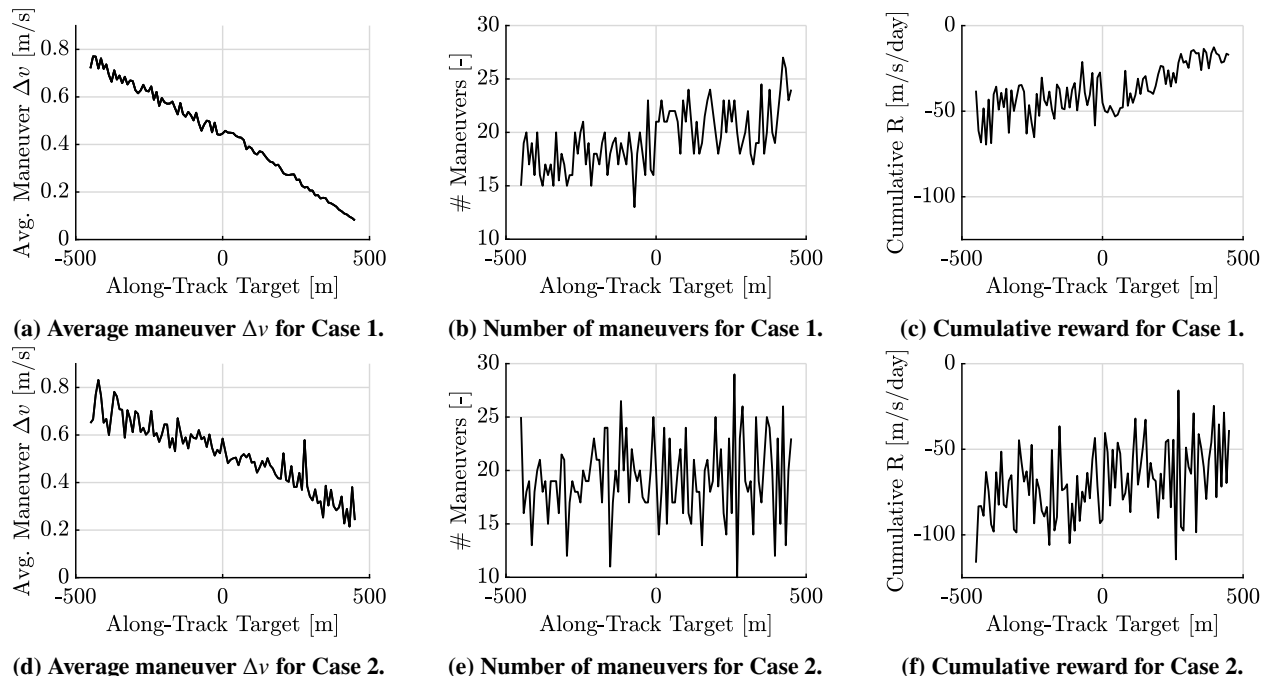 Avg. Maneuver Δv [m/s]
0.8
0.6
0.4
0.2
0
-500
0
500
Along-Track Target [m]
(a) Average maneuver Δv for Case 1.
# Maneuvers [-]
30
25
20
15
10
-500
0
500
Along-Track Target [m]
(b) Number of maneuvers for Case 1.
Cumulative R [m/s/day]
0
-50
-100
-500
0
500
Along-Track Target [m]
(c) Cumulative reward for Case 1.
Avg. Maneuver Δv [m/s]
0.8
0.6
0.4
0.2
0
-500
0
500
Along-Track Target [m]
(d) Average maneuver Δv for Case 2.
# Maneuvers [-]
30
25
20
15
10
-500
0
500
Along-Track Target [m]
(e) Number of maneuvers for Case 2.
Cumulative R [m/s/day]
0
-50
-100
-500
0
500
Along-Track Target [m]
(f) Cumulative reward for Case 2.